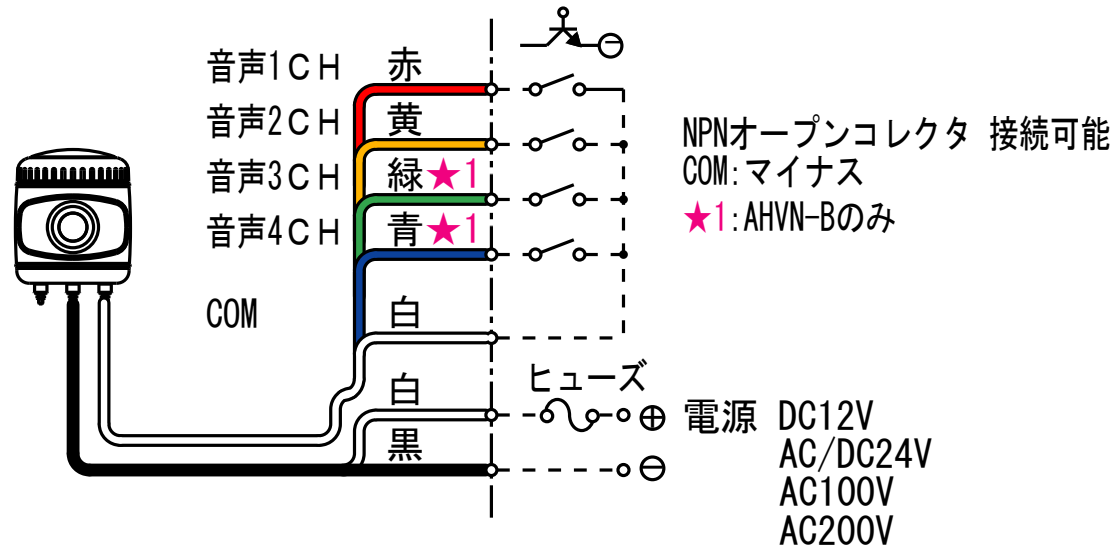 音声1CH 赤
音声2CH 黄
音声3CH 緑★1
音声4CH 青★1
COM 白
NPNオープンコレクタ 接続可能
COM:マイナス
★1:AHVN-Bのみ
白 ヒューズ ⊕ 電源 DC12V
黒 ⊖ AC/DC24V
AC100V
AC200V